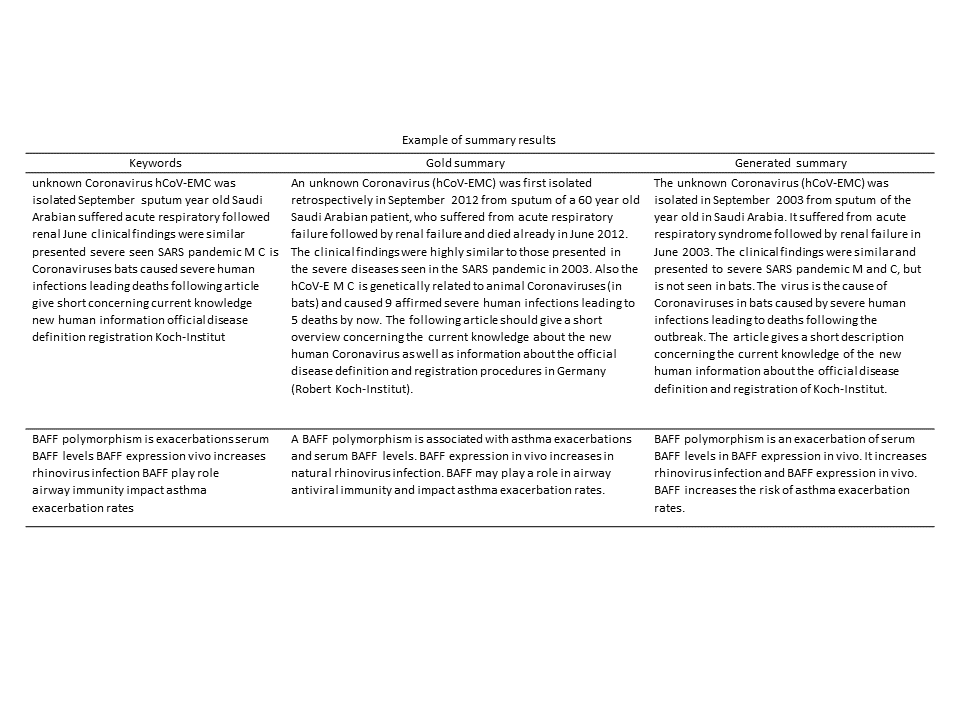 Example of summary results
Keywords
Gold summary
Generated summary
unknown Coronavirus hCoV-EMC was
isolated September sputum year old Saudi
Arabian suffered acute respiratory followed
renal June clinical findings were similar
presented severe seen SARS pandemic M C is
Coronaviruses bats caused severe human
infections leading deaths following article
give short concerning current knowledge
new human information official disease
definition registration Koch-Institut
An unknown Coronavirus (hCoV-EMC) was first isolated
retrospectively in September 2012 from sputum of a 60 year old
Saudi Arabian patient, who suffered from acute respiratory
failure followed by renal failure and died already in June 2012.
The clinical findings were highly similar to those presented in
the severe diseases seen in the SARS pandemic in 2003. Also the
hCoV-E M C is genetically related to animal Coronaviruses (in
bats) and caused 9 affirmed severe human infections leading to
5 deaths by now. The following article should give a short
overview concerning the current knowledge about the new
human Coronavirus as well as information about the official
disease definition and registration procedures in Germany
(Robert Koch-Institut).
The unknown Coronavirus (hCoV-EMC) was
isolated in September 2003 from sputum of the
year old in Saudi Arabia. It suffered from acute
respiratory syndrome followed by renal failure in
June 2003. The clinical findings were similar and
presented to severe SARS pandemic M and C, but
is not seen in bats. The virus is the cause of
Coronaviruses in bats caused by severe human
infections leading to deaths following the
outbreak. The article gives a short description
concerning the current knowledge of the new
human information about the official disease
definition and registration of Koch-Institut.
BAFF polymorphism is exacerbations serum
BAFF levels BAFF expression vivo increases
rhinovirus infection BAFF play role
airway immunity impact asthma
exacerbation rates
A BAFF polymorphism is associated with asthma exacerbations
and serum BAFF levels. BAFF expression in vivo increases in
natural rhinovirus infection. BAFF may play a role in airway
antiviral immunity and impact asthma exacerbation rates.
BAFF polymorphism is an exacerbation of serum
BAFF levels in BAFF expression in vivo. It increases
rhinovirus infection and BAFF expression in vivo.
BAFF increases the risk of asthma exacerbation
rates.